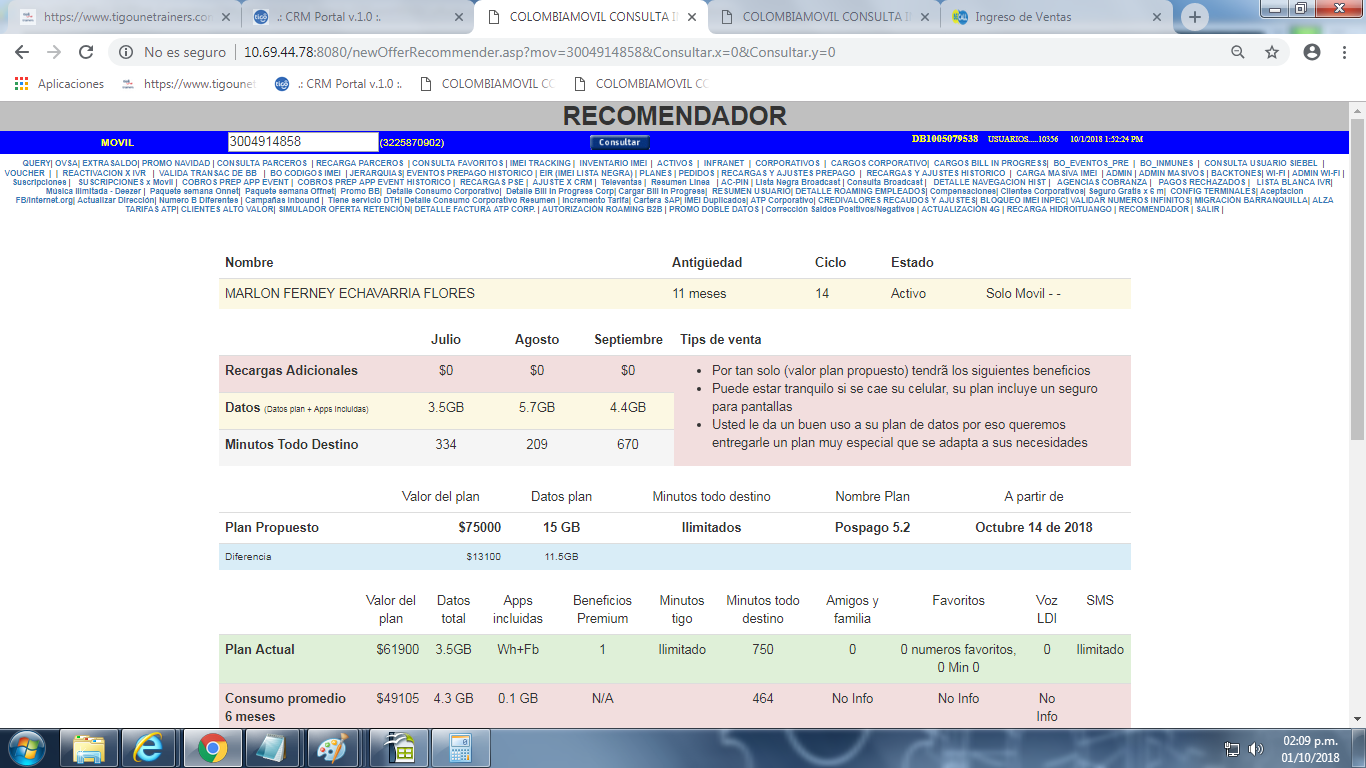 https://www.tigounetrainers.con
.: CRM Portal v.1.0 :.
COLOMBIAMOVIL CONSULTA IN
COLOMBIAMOVIL CONSULTA IN
Ingreso de Ventas
No es seguro | 10.69.44.78:8080/newOfferRecommender.asp?mov=3004914858&Consultar.x=0&Consultar.y=0
Aplicaciones
https://www.tigounet
.: CRM Portal v.1.0 :.
COLOMBIAMOVIL CO
COLOMBIAMOVIL CO
RECOMENDADOR
MOVIL 3004914858 (3225870902) Consultar DB1005079538 USUARIOS.....10356 10/1/2018 1:52:24 PM
QUERY| OVSA| EXTRASALDO| PROMO NAVIDAD | CONSULTA PARCEROS | RECARGA PARCEROS | CONSULTA FAVORITOS | IMEI TRACKING | INVENTARIO IMEI | ACTIVOS | INFRANET | CORPORATIVOS | CARGOS CORPORATIVO| CARGOS BILL IN PROGRESS| BO_EVENTOS_PRE | BO_INMUNES | CONSULTA USUARIO SIEBEL |
VOUCHER | | REACTIVACION X IVR | VALIDA TRANSAC DE BB | BO CODIGOS IMEI | JERARQUIAS| EVENTOS PREPAGO HISTORICO | EIR (IMEI LISTA NEGRA) | PLANES | PEDIDOS | RECARGAS Y AJUSTES PREPAGO | RECARGAS Y AJUSTES HISTORICO | CARGA MASIVA IMEI | ADMIN | ADMIN MASIVOS | BACKTONES| WI-FI | ADMIN WI-FI |
Suscripciones | SUSCRIPCIONES x Movil | COBROS PREP APP EVENT | COBROS PREP APP EVENT HISTORICO | RECARGAS PSE | AJUSTE X CRM | Televentas | Resumen Linea | AC-PIN | Lista Negra Broadcast | Consulta Broadcast | DETALLE NAVEGACION HIST | AGENCIAS COBRANZA | PAGOS RECHAZADOS | LISTA BLANCA IVR|
Musica Ilimitada - Deezer | Paquete semana Onnet| Paquete semana Offnet| Promo BB| Detalle Consumo Corporativo| Detalle Bill In Progress Corp| Cargar Bill In Progress| RESUMEN USUARIO| DETALLE ROAMING EMPLEADOS| Compensaciones| Clientes Corporativos| Seguro Gratis x 6 m| CONFIG TERMINALES| Aceptacion
FB/Internet.org| Actualizar Dirección| Numero B Diferentes | Campañas Inbound | Tiene servicio DTH| Detalle Consumo Corporativo Resumen | Incremento Tarifa| Cartera SAP| IMEI Duplicados| ATP Corporativo| CREDIVALORES RECAUDOS Y AJUSTES| BLOQUEO IMEI INPEC| VALIDAR NUMEROS INFINITOS| MIGRACIÓN BARRANQUILLA| ALZA
TARIFAS ATP| CLIENTES ALTO VALOR| SIMULADOR OFERTA RETENCIÓN| DETALLE FACTURA ATP CORP. | AUTORIZACIÓN ROAMING B2B | PROMO DOBLE DATOS | Corrección Saldos Positivos/Negativos | ACTUALIZACIÓN 4G | RECARGA HIDROITUANGO | RECOMENDADOR | SALIR |
Nombre Antigüedad Ciclo Estado
MARLON FERNEY ECHAVARRIA FLORES 11 meses 14 Activo Solo Movil - -
Julio Agosto Septiembre Tips de venta
Recargas Adicionales $0 $0 $0
Datos (Datos plan + Apps incluidas) 3.5GB 5.7GB 4.4GB
Minutos Todo Destino 334 209 670
• Por tan solo (valor plan propuesto) tendrã los siguientes beneficios
• Puede estar tranquilo si se cae su celular, su plan incluye un seguro
para pantallas
• Usted le da un buen uso a su plan de datos por eso queremos
entregarle un plan muy especial que se adapta a sus necesidades
Valor del plan Datos plan Minutos todo destino Nombre Plan A partir de
Plan Propuesto $75000 15 GB Ilimitados Pospago 5.2 Octubre 14 de 2018
Diferencia $13100 11.5GB
Valor del plan Datos total Apps incluidas Beneficios Premium Minutos tigo Minutos todo destino Amigos y familia Favoritos Voz LDI SMS
Plan Actual $61900 3.5GB Wh+Fb 1 Ilimitado 750 0 0 numeros favoritos, 0 Min 0 0 Ilimitado
Consumo promedio 6 meses $49105 4.3 GB 0.1 GB N/A 464 No Info No Info No Info
02:09 p.m.
01/10/2018